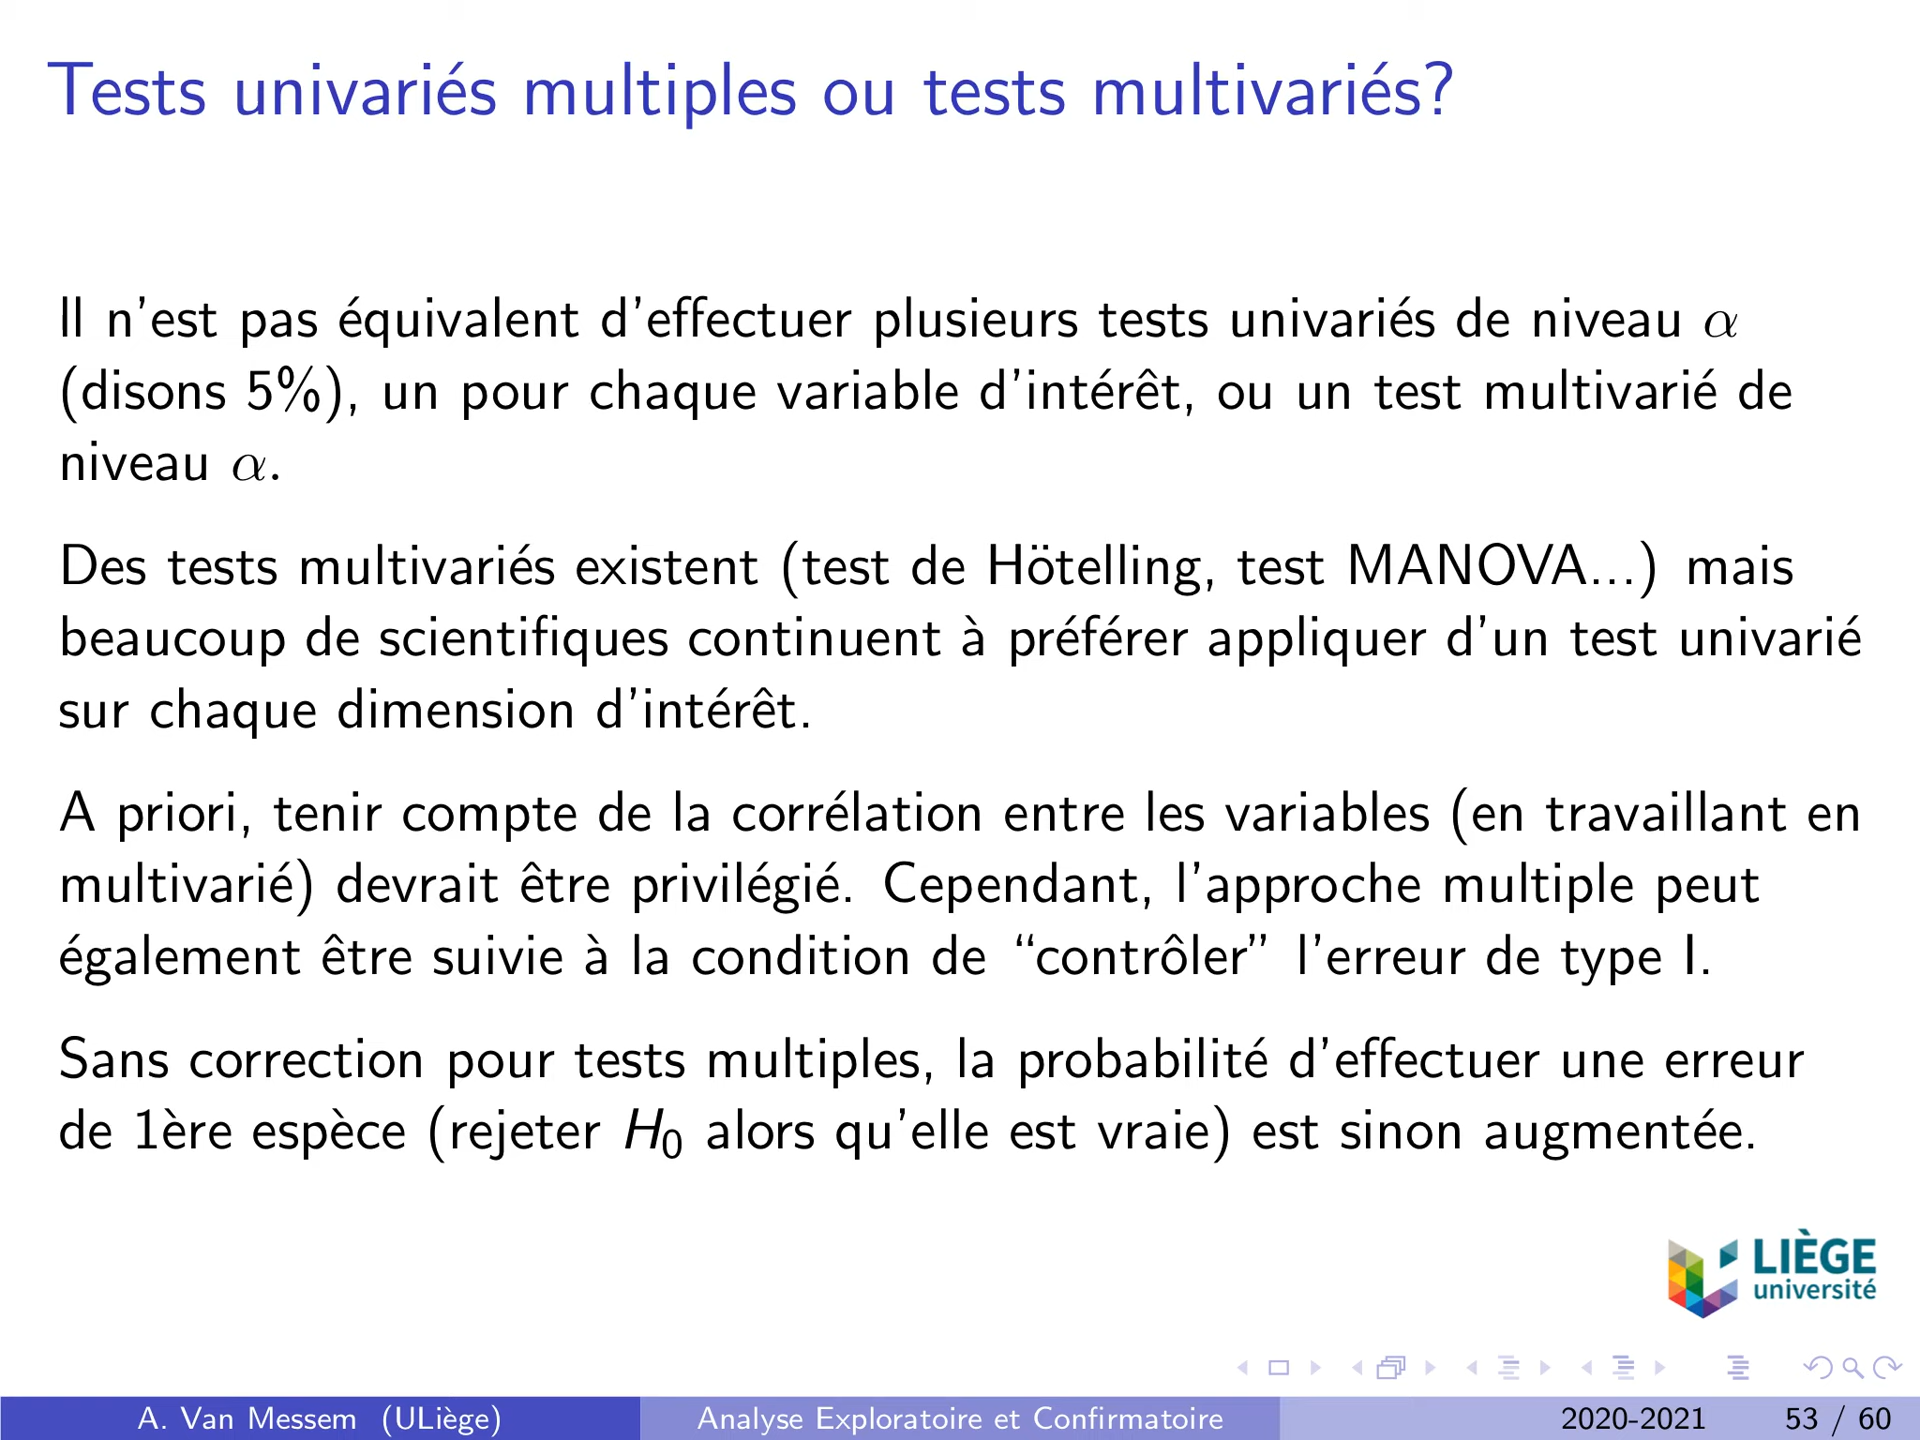 Tests univariés multiples ou tests multivariés?
Il n'est pas équivalent d'effectuer plusieurs tests univariés de niveau α
(disons 5%), un pour chaque variable d'intérêt, ou un test multivarié de
niveau α.
Des tests multivariés existent (test de Hötelling, test MANOVA...) mais
beaucoup de scientifiques continuent à préférer appliquer d'un test univarié
sur chaque dimension d'intérêt.
A priori, tenir compte de la corrélation entre les variables (en travaillant en
multivarié) devrait être privilégié. Cependant, l'approche multiple peut
également être suivie à la condition de “contrôler” l'erreur de type I.
Sans correction pour tests multiples, la probabilité d'effectuer une erreur
de 1ère espèce (rejeter H₀ alors qu'elle est vraie) est sinon augmentée.
LIÈGE
université
A. Van Messem (ULiège) Analyse Exploratoire et Confirmatoire 2020-2021 53 / 60